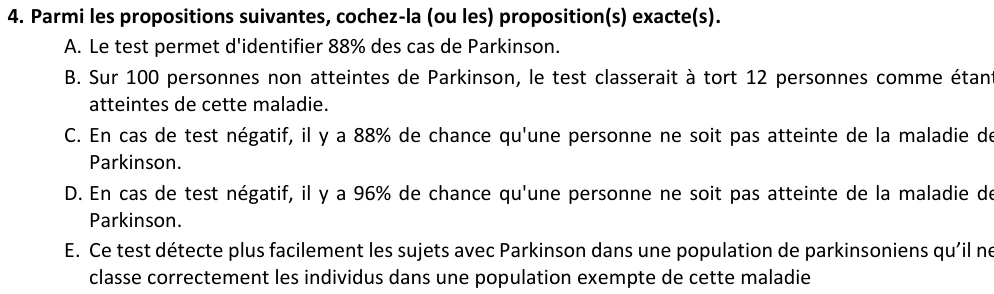 4. Parmi les propositions suivantes, cochez-la (ou les) proposition(s) exacte(s).
A. Le test permet d'identifier 88% des cas de Parkinson.
B. Sur 100 personnes non atteintes de Parkinson, le test classerait à tort 12 personnes comme étant
atteintes de cette maladie.
C. En cas de test négatif, il y a 88% de chance qu'une personne ne soit pas atteinte de la maladie de
Parkinson.
D. En cas de test négatif, il y a 96% de chance qu'une personne ne soit pas atteinte de la maladie de
Parkinson.
E. Ce test détecte plus facilement les sujets avec Parkinson dans une population de parkinsoniens qu’il ne
classe correctement les individus dans une population exempte de cette maladie